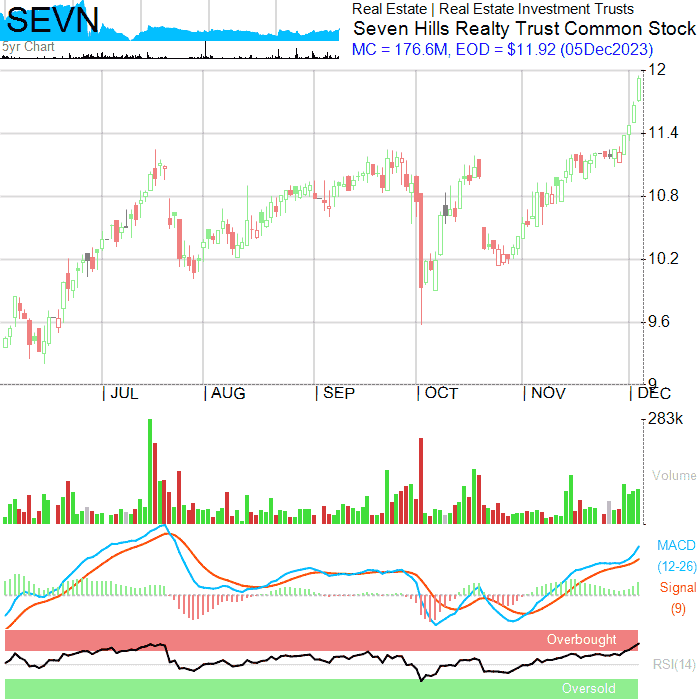 SEVN
Real Estate | Real Estate Investment Trusts
Seven Hills Realty Trust Common Stock
5yr Chart
MC = 176.6M, EOD = $11.92 (05Dec2023)
12
11.4
10.8
10.2
9.6
9
| JUL | AUG | SEP | OCT | NOV | DEC
283k
Volume
MACD
(12-26)
Signal
(9)
Overbought
RSI(14)
Oversold